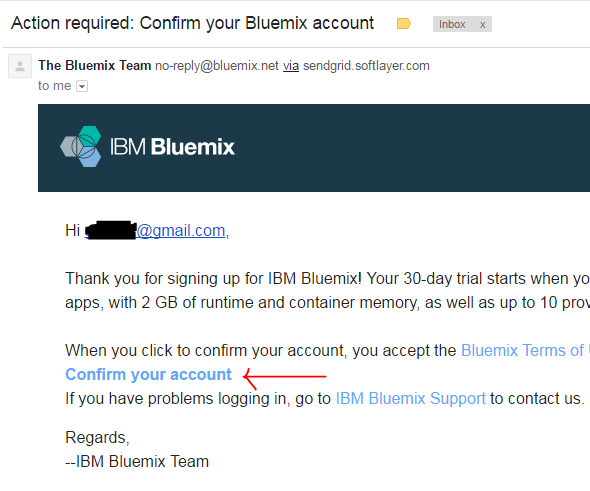 Action required: Confirm your Bluemix account Inbox x
The Bluemix Team no-reply@bluemix.net via sendgrid.softlayer.com
to me
IBM Bluemix
Hi @gmail.com,
Thank you for signing up for IBM Bluemix! Your 30-day trial starts when yo
apps, with 2 GB of runtime and container memory, as well as up to 10 prov
When you click to confirm your account, you accept the Bluemix Terms of
Confirm your account
If you have problems logging in, go to IBM Bluemix Support to contact us.
Regards,
--IBM Bluemix Team